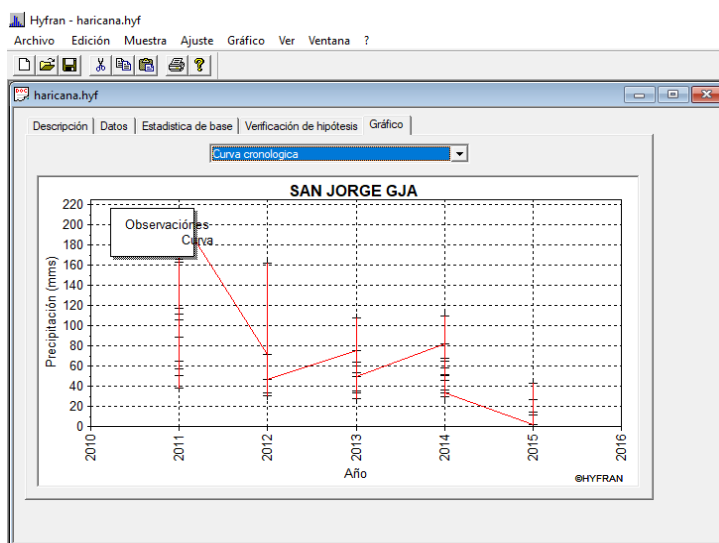 Hyfran - haricana.hyf
Archivo Edición Muestra Ajuste Gráfico Ver Ventana ?
haricana.hyf
Descripción Datos Estadistica de base Verificación de hipótesis Gráfico
Curva cronologica
SAN JORGE GJA
Observaciónes
Curva
Precipitación (mms)
220
200
180
160
140
120
100
80
60
40
20
0
2010 2011 2012 2013 2014 2015 2016
Año
©HYFRAN